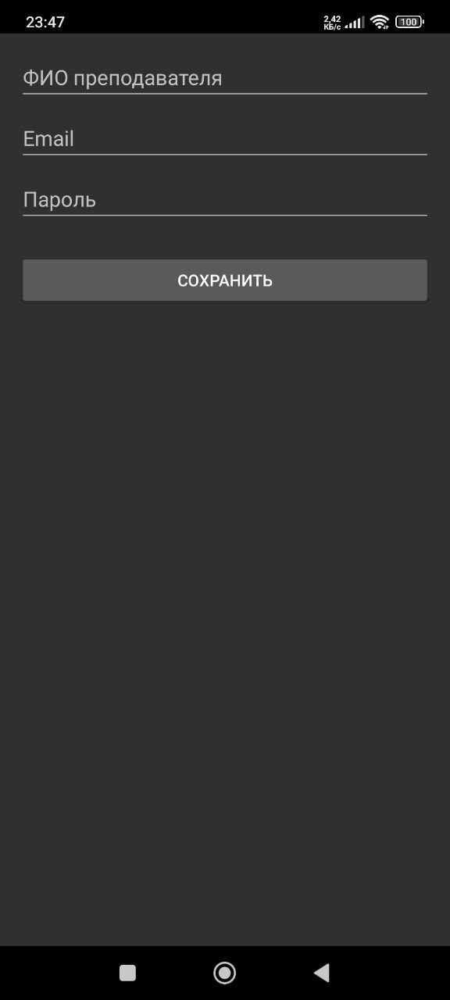 23:47
2,42
КБ/с
100
ФИО преподавателя
Email
Пароль
СОХРАНИТЬ